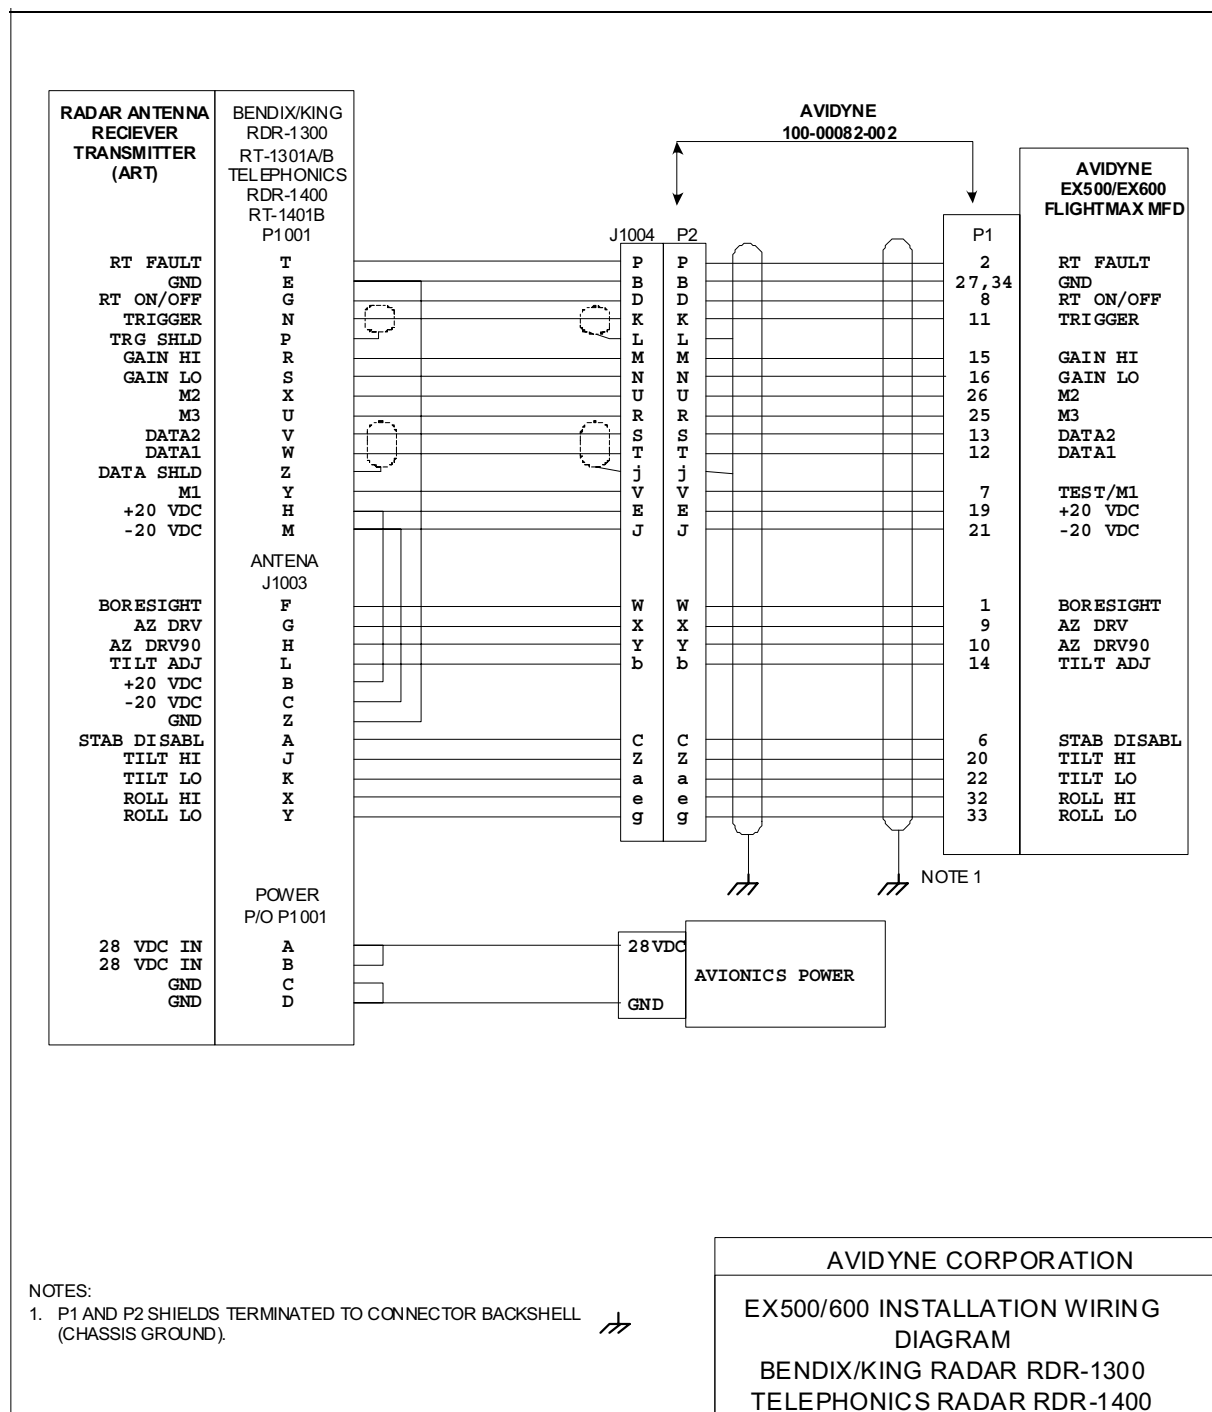 RADAR ANTENNA
RECIEVER
TRANSMITTER
(ART)
BENDIX/KING
RDR-1300
RT-1301A/B
TELEPHONICS
RDR-1400
RT-1401B
P1001
AVIDYNE
100-00082-002
AVIDYNE
EX500/EX600
FLIGHTMAX MFD
J1004 P2 P1
RT FAULT T P P 2 RT FAULT
GND E B B 27,34 GND
RT ON/OFF G D D 8 RT ON/OFF
TRIGGER N K K 11 TRIGGER
TRG SHLD P L L
GAIN HI R M M 15 GAIN HI
GAIN LO S N N 16 GAIN LO
M2 X U U 26 M2
M3 U R R 25 M3
DATA2 V S S 13 DATA2
DATA1 W T T 12 DATA1
DATA SHLD Z j j
M1 Y V V 7 TEST/M1
+20 VDC H E E 19 +20 VDC
-20 VDC M J J 21 -20 VDC
ANTENA
J1003
BORESIGHT F W W 1 BORESIGHT
AZ DRV G X X 9 AZ DRV
AZ DRV90 H Y Y 10 AZ DRV90
TILT ADJ L b b 14 TILT ADJ
+20 VDC B
-20 VDC C
GND Z
STAB DISABL A C C 6 STAB DISABL
TILT HI J Z Z 20 TILT HI
TILT LO K a a 22 TILT LO
ROLL HI X e e 32 ROLL HI
ROLL LO Y g g 33 ROLL LO
NOTE 1
POWER
P/O P1001
28 VDC IN A 28VDC
28 VDC IN B
AVIONICS POWER
GND C
GND D GND
NOTES:
1. P1 AND P2 SHIELDS TERMINATED TO CONNECTOR BACKSHELL
(CHASSIS GROUND).
AVIDYNE CORPORATION
EX500/600 INSTALLATION WIRING
DIAGRAM
BENDIX/KING RADAR RDR-1300
TELEPHONICS RADAR RDR-1400